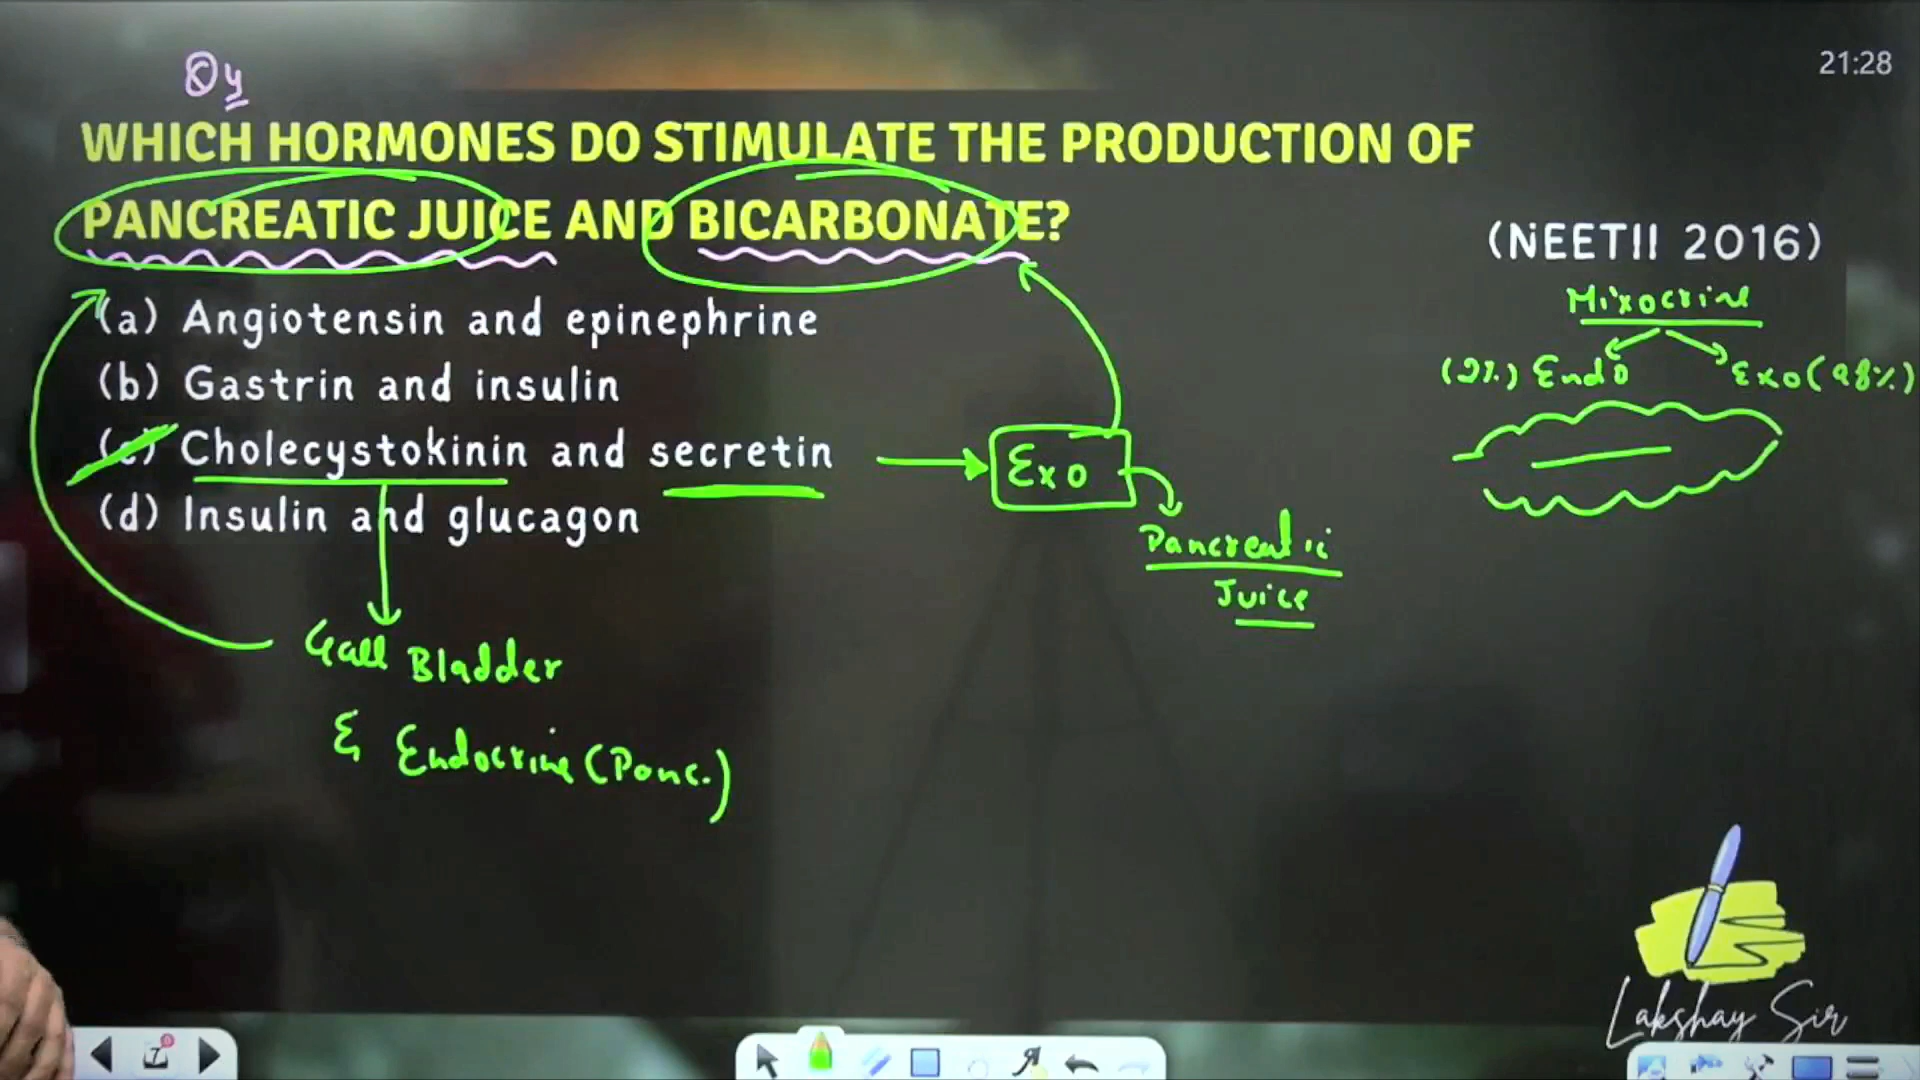 Q4
21:28
WHICH HORMONES DO STIMULATE THE PRODUCTION OF
PANCREATIC JUICE AND BICARBONATE?
(NEETII 2016)
(a) Angiotensin and epinephrine
(b) Gastrin and insulin
(c) Cholecystokinin and secretin
(d) Insulin and glucagon
Mixocrine
(2%) Endo
Exo (98%)
Exo
Pancreatic
Juice
Gall Bladder
& Endocrine (Panc.)
Lakshay Sir